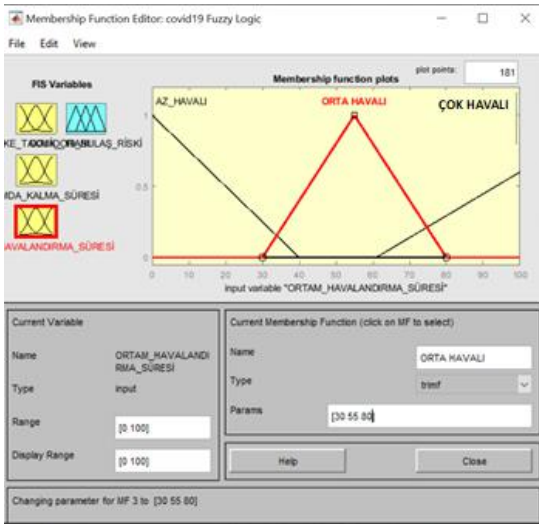 Membership Function Editor: covid19 Fuzzy Logic
File Edit View
FIS Variables
Membership function plots
plot points:
181
AZ_HAVALI
ORTA HAVALI
ÇOK HAVALI
1
0.5
0
0 10 20 30 40 50 60 70 80 90 100
input variable "ORTAM_HAVALANDIRMA_SÜRESİ"
BULAŞ_RİSKİ
MDA_KALMA_SÜRESİ
AVALANDIRMA_SÜRESİ
Current Variable
Name
ORTAM_HAVALANDI
RMA_SÜRESİ
Type
input
Range
[0 100]
Display Range
[0 100]
Current Membership Function (click on MF to select)
Name
ORTA HAVALI
Type
trimf
Params
[30 55 80]
Help
Close
Changing parameter for MF 3 to [30 55 80]